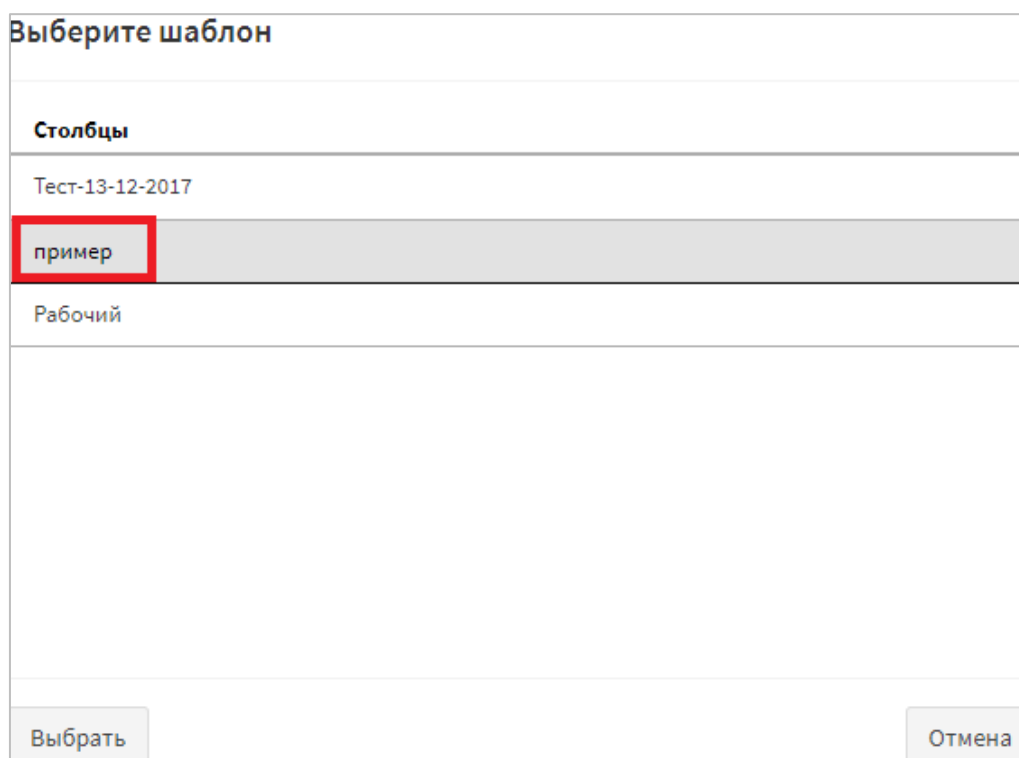 Выберите шаблон
Столбцы
Тест-13-12-2017
пример
Рабочий
Выбрать Отмена